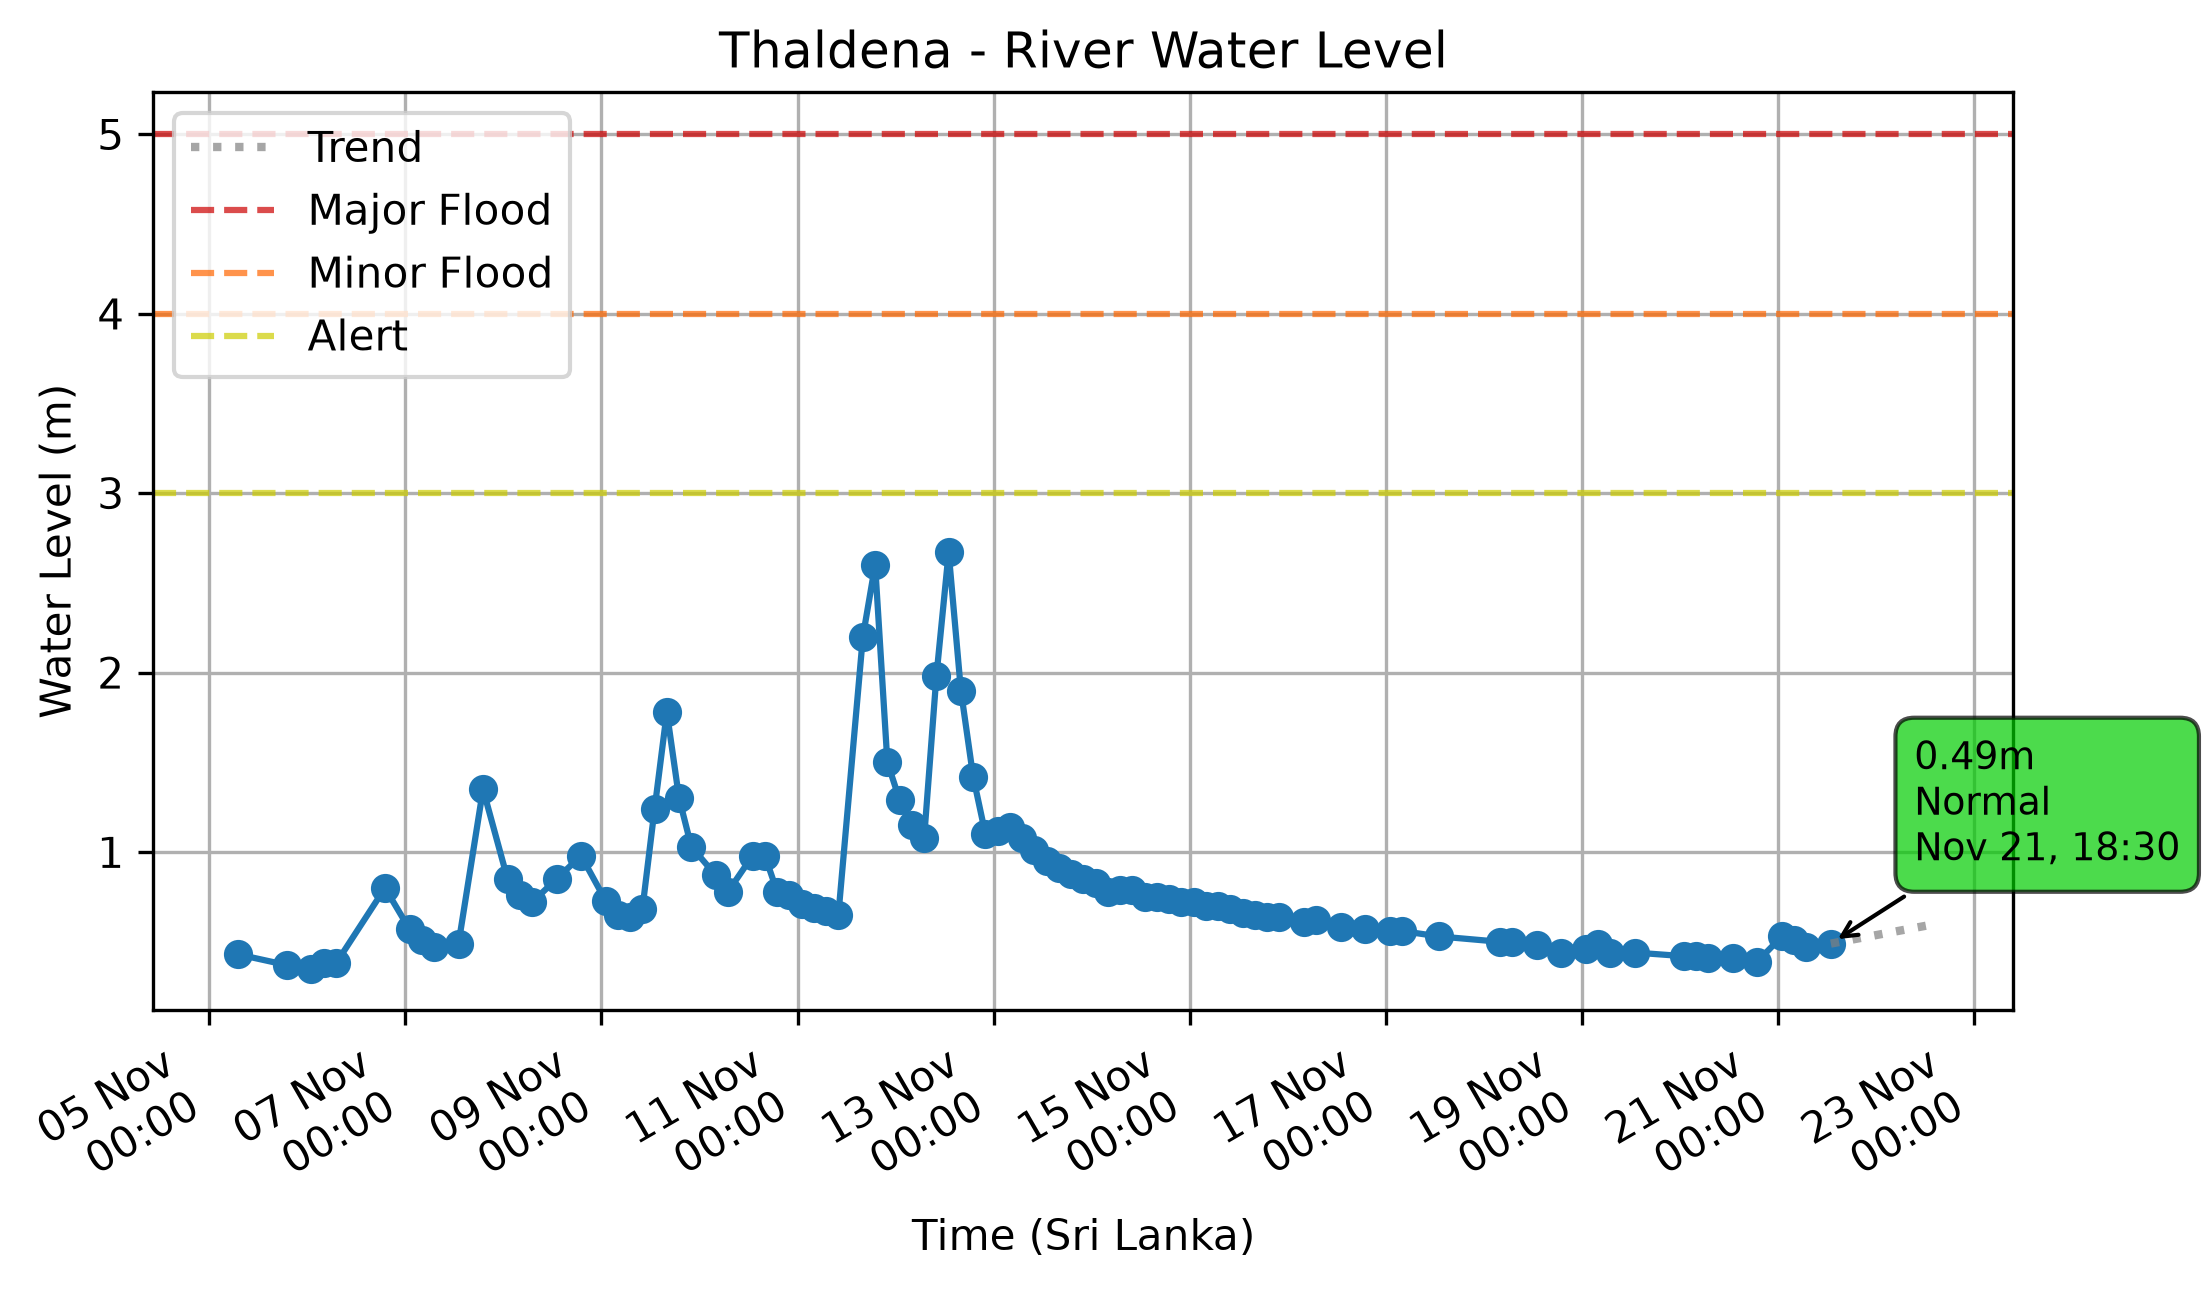 Thaldena - River Water Level
5
4
3
2
1
Water Level (m)
Trend
Major Flood
Minor Flood
Alert
0.49m
Normal
Nov 21, 18:30
05 Nov
00:00
07 Nov
00:00
09 Nov
00:00
11 Nov
00:00
13 Nov
00:00
15 Nov
00:00
17 Nov
00:00
19 Nov
00:00
21 Nov
00:00
23 Nov
00:00
Time (Sri Lanka)